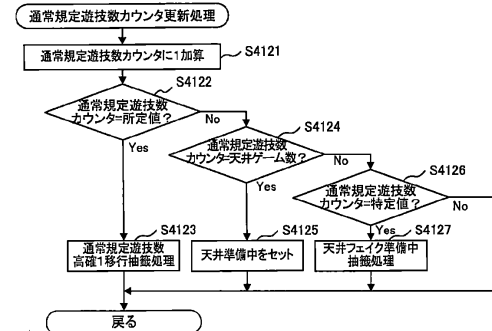 通常規定遊技数カウンタ更新処理
通常規定遊技数カウンタに1加算
S4121
S4122
通常規定遊技数
カウンタ=所定値?
No
Yes
S4124
通常規定遊技数
カウンタ=天井ゲーム数?
No
Yes
S4126
通常規定遊技数
カウンタ=特定値?
No
Yes
S4123
通常規定遊技数
高確1移行抽籤処理
S4125
天井準備中をセット
S4127
天井フェイク準備中
抽籤処理
戻る